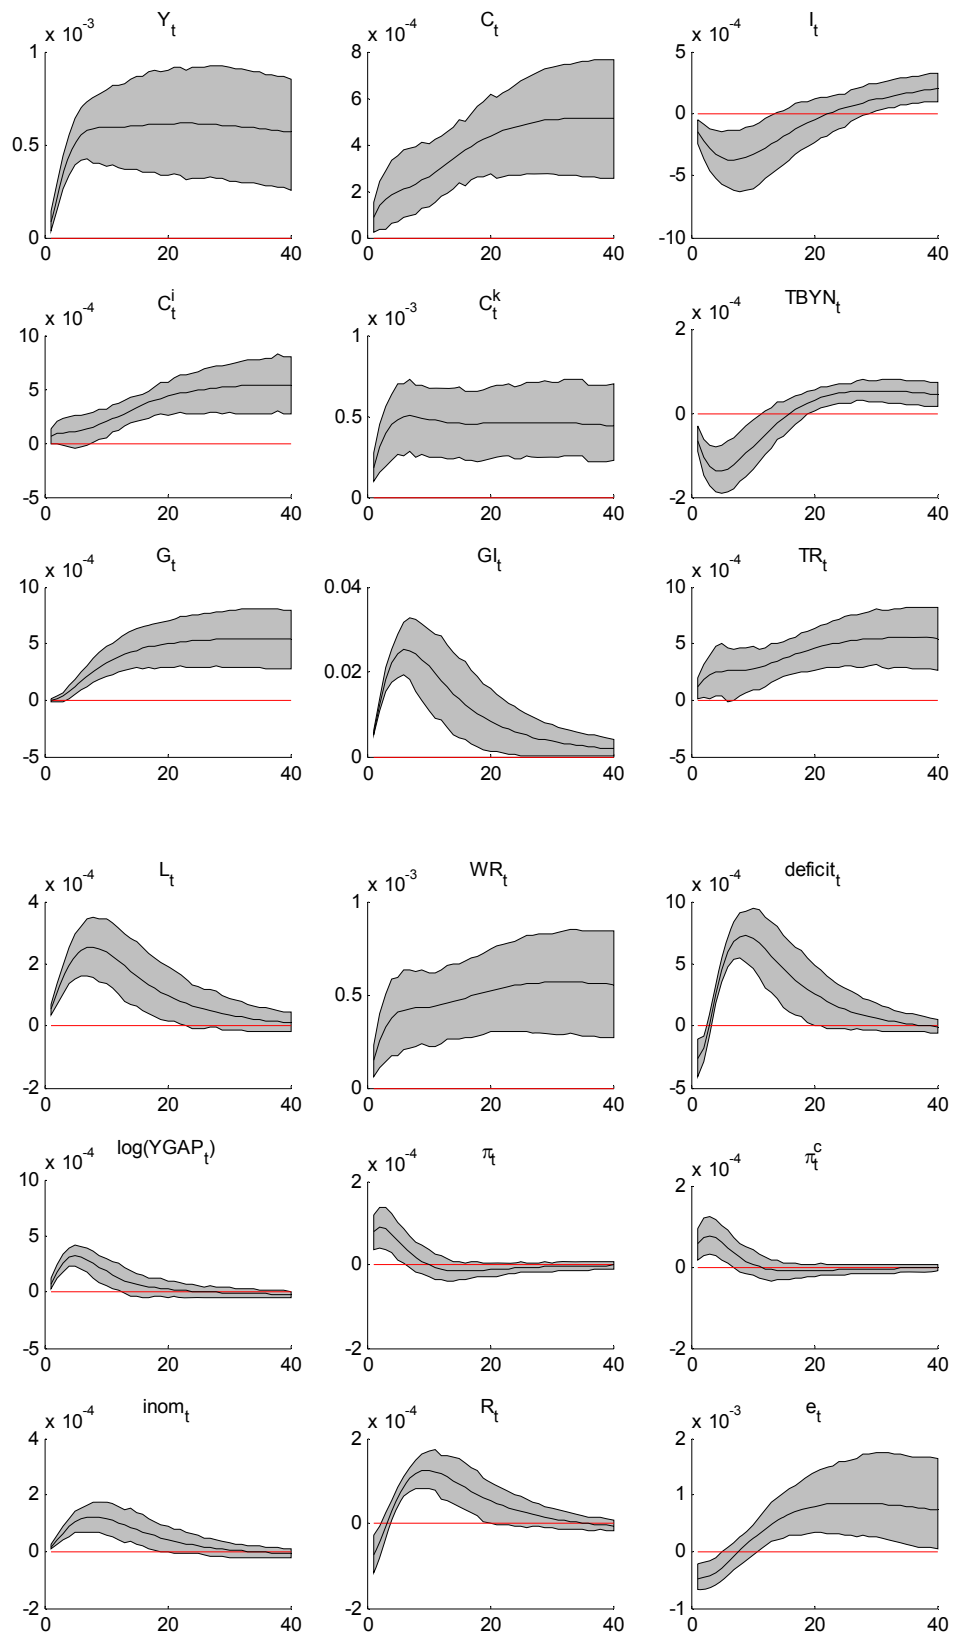 x 10^-3 Y_t
x 10^-4 C_t
x 10^-4 I_t
1 0.5 0
8 6 4 2 0
5 0 -5 -10
0 20 40
0 20 40
0 20 40
x 10^-4 C_t^i
x 10^-3 C_t^k
x 10^-4 TBYN_t
10 5 0 -5
1 0.5 0
2 0 -2
0 20 40
0 20 40
0 20 40
x 10^-4 G_t
GI_t
x 10^-4 TR_t
10 5 0 -5
0.04 0.02 0
10 5 0 -5
0 20 40
0 20 40
0 20 40
x 10^-4 L_t
x 10^-3 WR_t
x 10^-4 deficit_t
4 2 0 -2
1 0.5 0
10 5 0 -5
0 20 40
0 20 40
0 20 40
x 10^-4 log(YGAP_t)
x 10^-4 π_t
x 10^-4 π_t^c
10 5 0 -5
2 0 -2
2 0 -2
0 20 40
0 20 40
0 20 40
x 10^-4 inom_t
x 10^-4 R_t
x 10^-3 e_t
4 2 0 -2
2 0 -2
2 1 0 -1
0 20 40
0 20 40
0 20 40